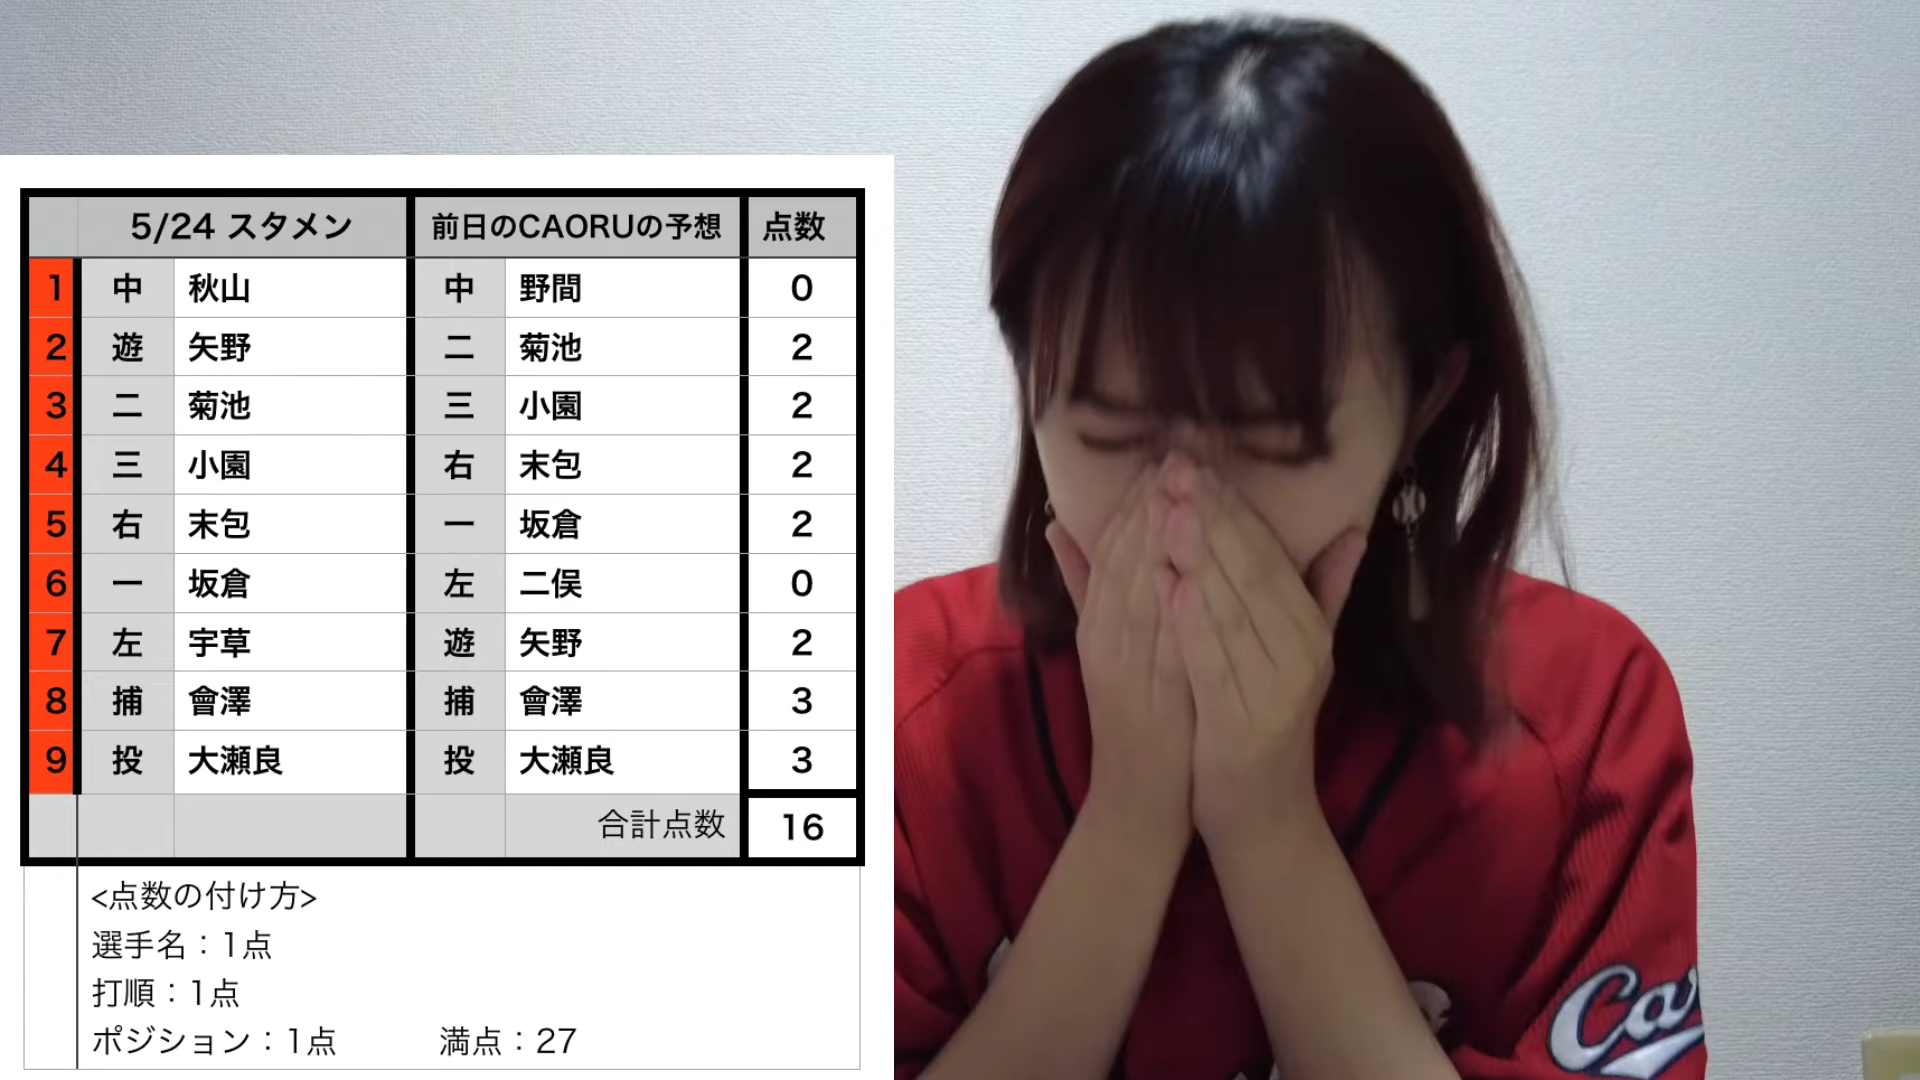 5/24 スタメン 前日のCAORUの予想 点数
1 中 秋山 中 野間 0
2 遊 矢野 二 菊池 2
3 二 菊池 三 小園 2
4 三 小園 右 末包 2
5 右 末包 一 坂倉 2
6 一 坂倉 左 二俣 0
7 左 宇草 遊 矢野 2
8 捕 會澤 捕 會澤 3
9 投 大瀬良 投 大瀬良 3
合計点数 16
<点数の付け方>
選手名：1点
打順：1点
ポジション：1点 満点：27
Ca